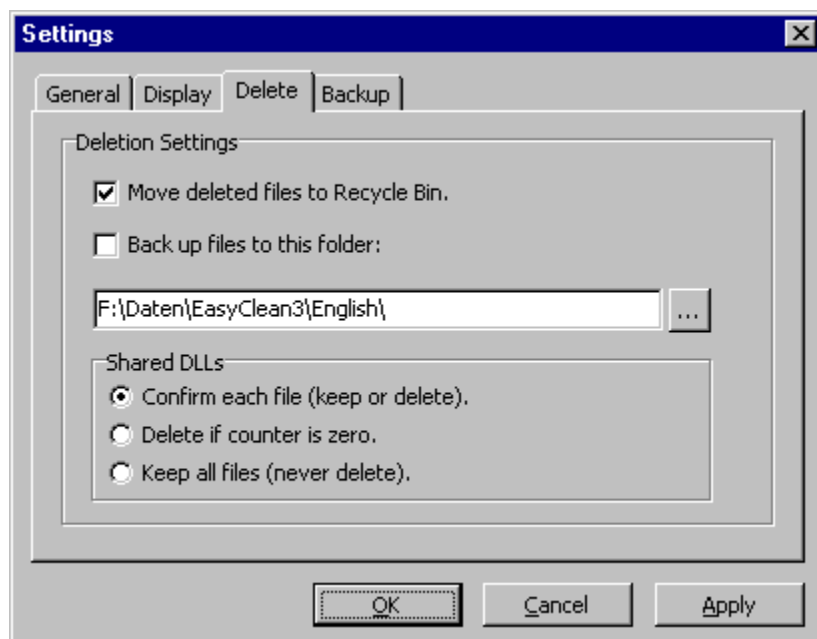 Settings
General Display Delete Backup
Deletion Settings
Move deleted files to Recycle Bin.
Back up files to this folder:
F:\Daten\EasyClean3\English\
...
Shared DLLs
Confirm each file (keep or delete).
Delete if counter is zero.
Keep all files (never delete).
OK Cancel Apply